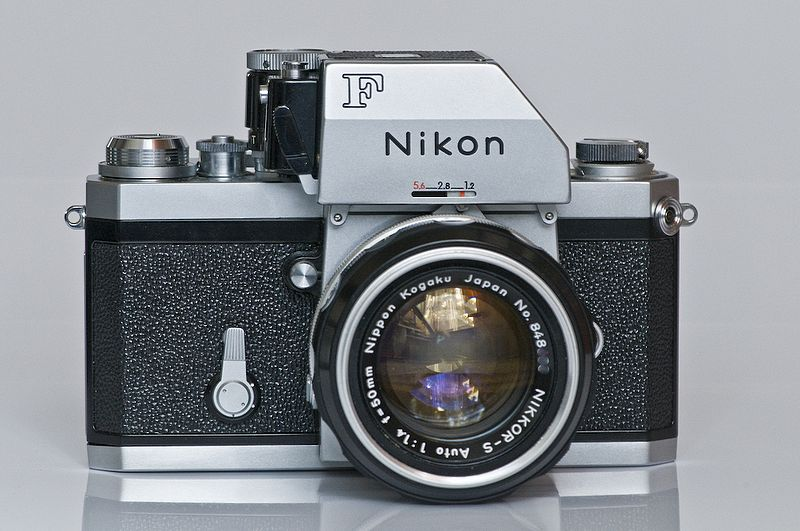 F
Nikon
5.6 2.8 1.2
NIKKOR-S Auto 1:1.4 f=50mm Nippon Kogaku Japan No. 848